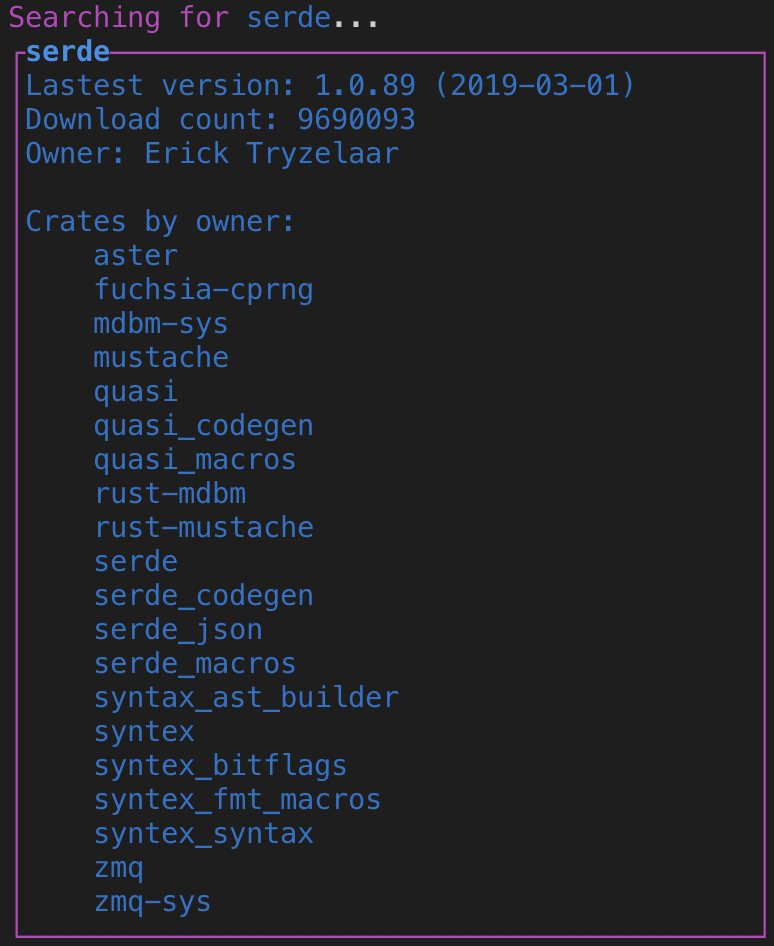 Searching for serde...
serde
Lastest version: 1.0.89 (2019-03-01)
Download count: 9690093
Owner: Erick Tryzelaar
Crates by owner:
aster
fuchsia-cprng
mdbm-sys
mustache
quasi
quasi_codegen
quasi_macros
rust-mdbm
rust-mustache
serde
serde_codegen
serde_json
serde_macros
syntax_ast_builder
syntex
syntex_bitflags
syntex_fmt_macros
syntex_syntax
zmq
zmq-sys